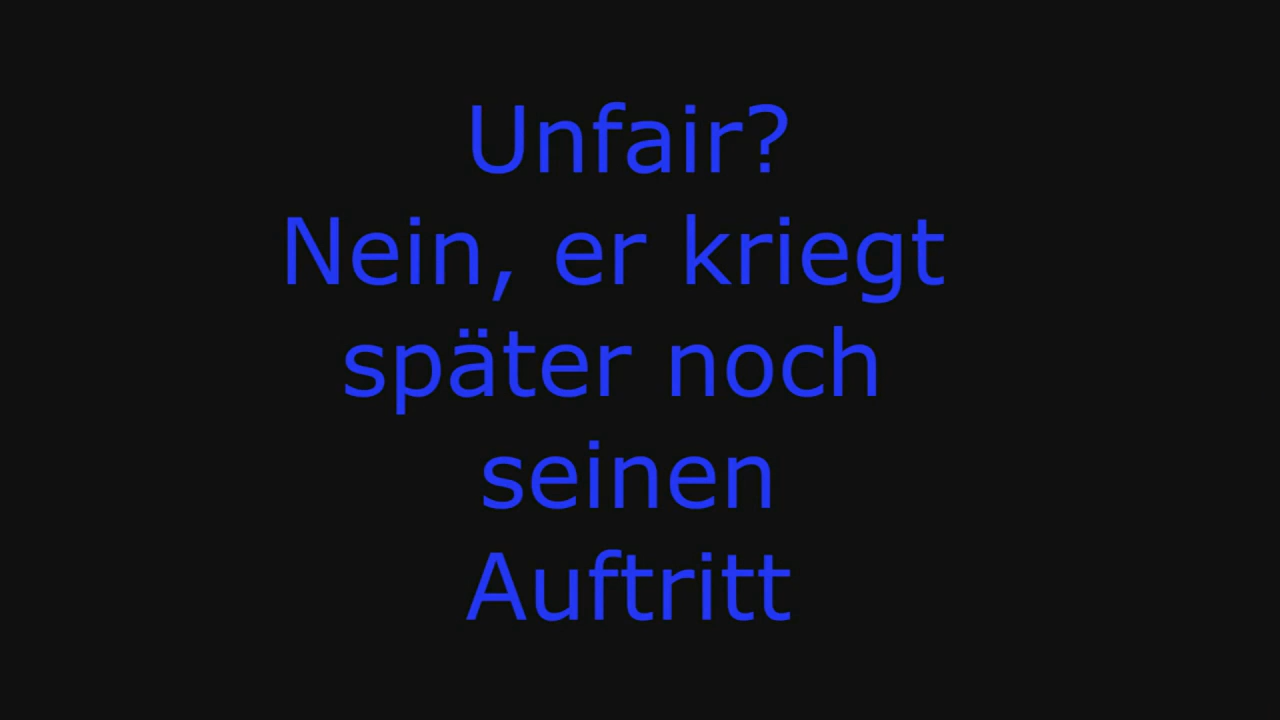 Unfair?
Nein, er kriegt
später noch
seinen
Auftritt